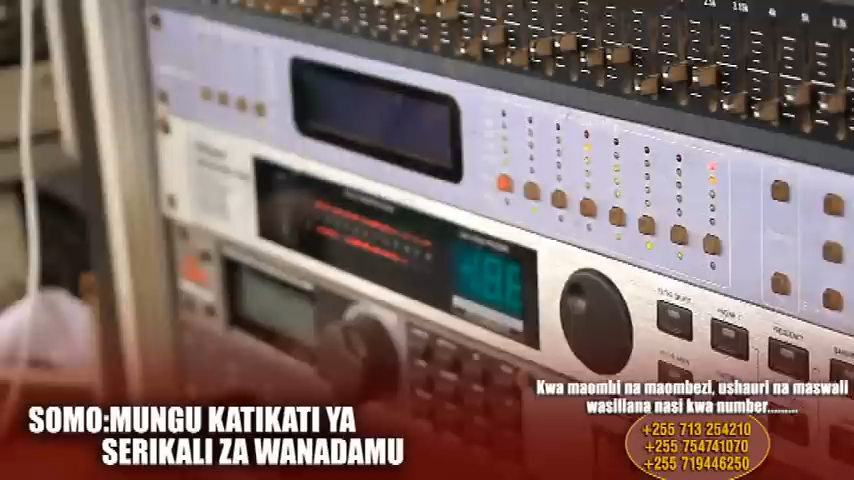 Kwa maombi na maombezi, ushauri na maswali
wasiliana nasi kwa number.........
+255 713 254210
+255 754741070
+255 719446250
SOMO:MUNGU KATIKATI YA
SERIKALI ZA WANADAMU